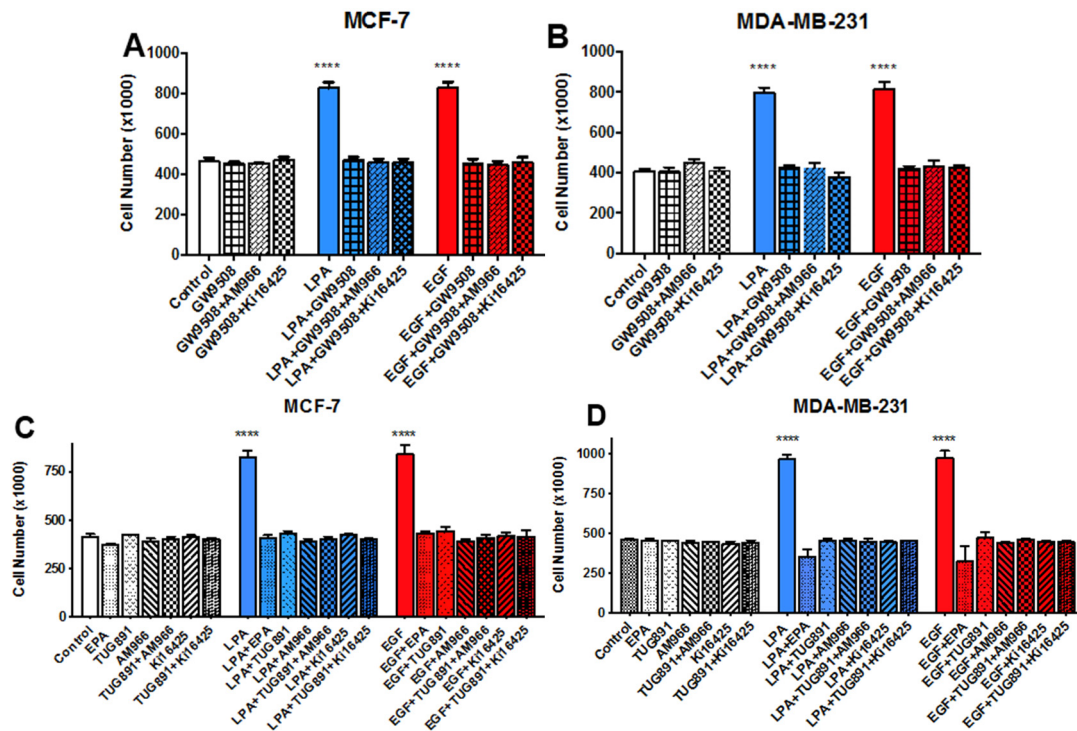 A
MCF-7
Cell Number (x1000)
1000
800
600
400
200
0
****
****
Control
GW9508
GW9508+AM966
GW9508+Ki16425
LPA
LPA+GW9508
LPA+GW9508+AM966
LPA+GW9508+Ki16425
EGF
EGF+GW9508
EGF+GW9508+AM966
EGF+GW9508+Ki16425
B
MDA-MB-231
Cell Number (x1000)
1000
800
600
400
200
0
****
****
Control
GW9508
GW9508+AM966
GW9508+Ki16425
LPA
LPA+GW9508
LPA+GW9508+AM966
LPA+GW9508+Ki16425
EGF
EGF+GW9508
EGF+GW9508+AM966
EGF+GW9508+Ki16425
C
MCF-7
Cell Number (x1000)
750
500
250
0
****
****
Control
EPA
TUG891
AM966
TUG891+AM966
Ki16425
TUG891+Ki16425
LPA
LPA+EPA
LPA+TUG891
LPA+AM966
LPA+TUG891+AM966
LPA+Ki16425
LPA+TUG891+Ki16425
EGF
EGF+EPA
EGF+TUG891
EGF+AM966
EGF+TUG891+AM966
EGF+Ki16425
EGF+TUG891+Ki16425
D
MDA-MB-231
Cell Number (x1000)
1000
750
500
250
0
****
****
Control
EPA
TUG891
AM966
TUG891+AM966
Ki16425
TUG891+Ki16425
LPA
LPA+EPA
LPA+TUG891
LPA+AM966
LPA+TUG891+AM966
LPA+Ki16425
LPA+TUG891+Ki16425
EGF
EGF+EPA
EGF+TUG891
EGF+AM966
EGF+TUG891+AM966
EGF+Ki16425
EGF+TUG891+Ki16425